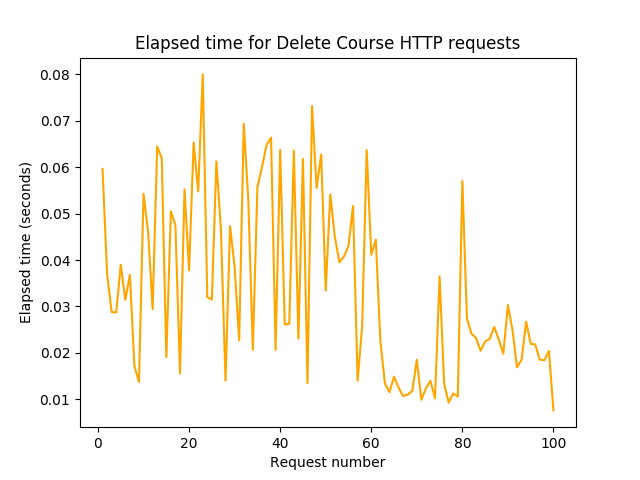 Elapsed time for Delete Course HTTP requests
0.08
0.07
0.06
0.05
0.04
0.03
0.02
0.01
Elapsed time (seconds)
0 20 40 60 80 100
Request number